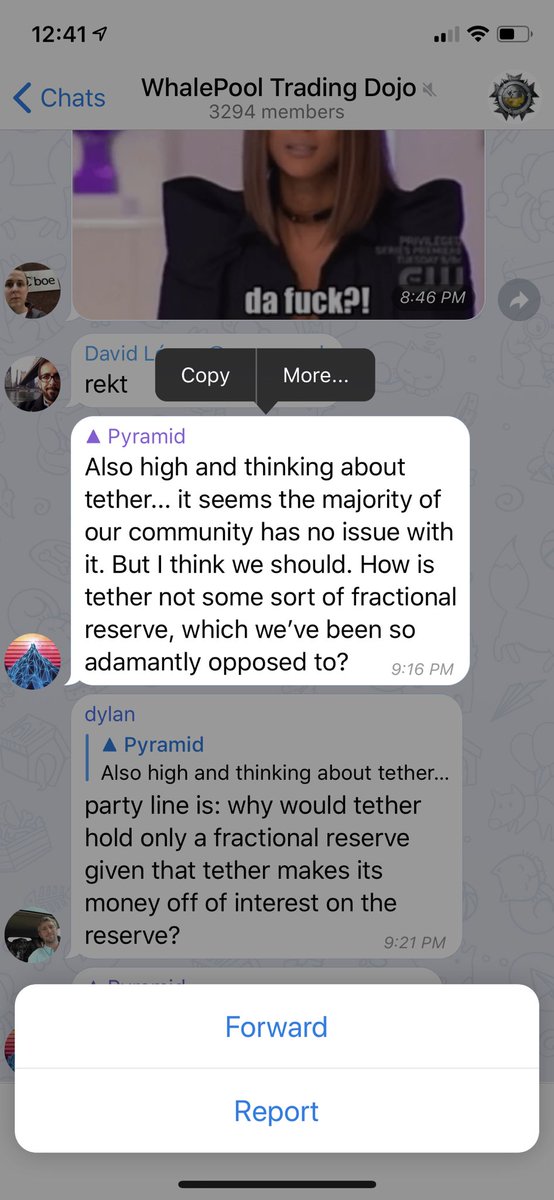 12:41
Chats
WhalePool Trading Dojo
3294 members
Cboe
PRIVILEGED
SERIES PREMIERE
TUESDAY
CW
da fuck?!
8:46 PM
David
rekt
Copy
More...
Pyramid
Also high and thinking about
tether... it seems the majority of
our community has no issue with
it. But I think we should. How is
tether not some sort of fractional
reserve, which we’ve been so
adamantly opposed to?
9:16 PM
dylan
Pyramid
Also high and thinking about tether...
party line is: why would tether
hold only a fractional reserve
given that tether makes its
money off of interest on the
reserve?
9:21 PM
Pyramid
Forward
Report